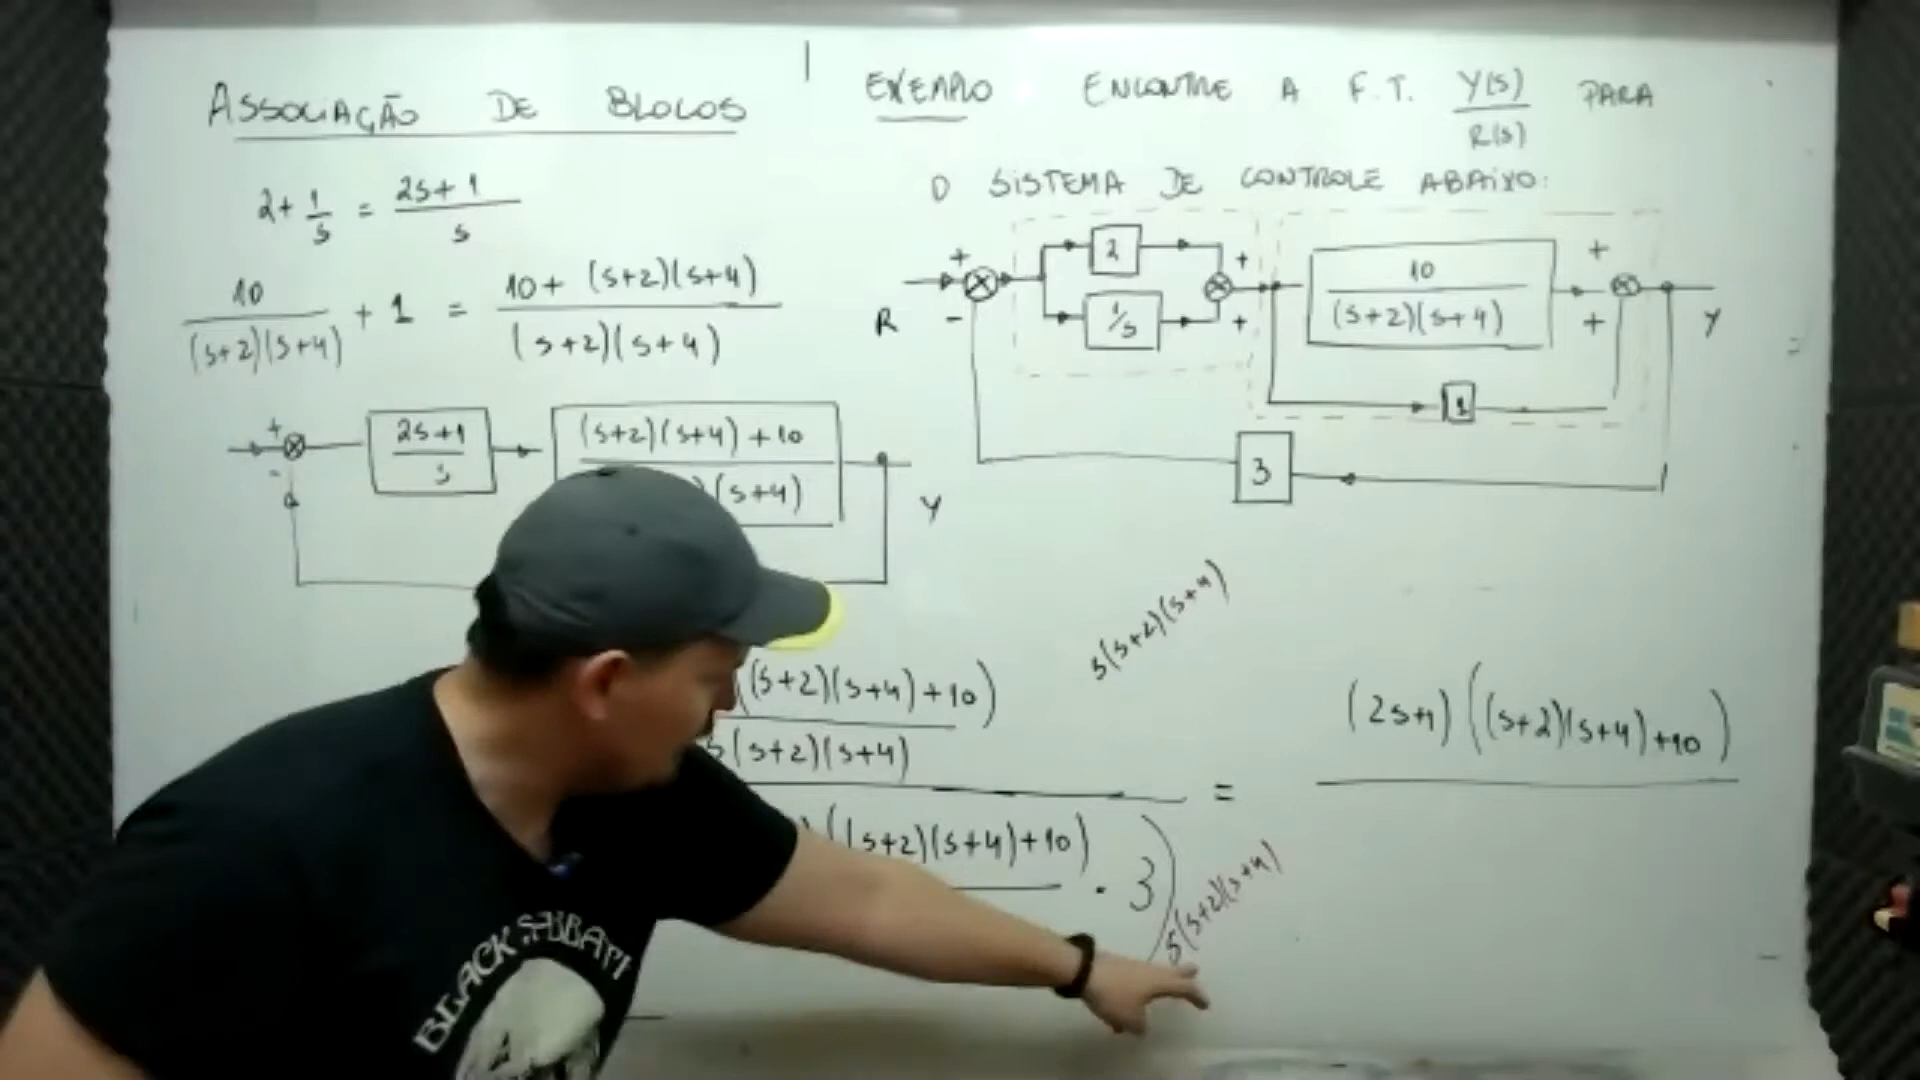 ASSOCIAÇÃO DE BLOCOS
2 + 1/s = (2s+1)/s
10/((s+2)(s+4)) + 1 = (10 + (s+2)(s+4))/((s+2)(s+4))
+
-
2s+1
s
(s+2)(s+4) + 10
(s+4)
Y
((s+2)(s+4)+10)
s(s+2)(s+4)
((s+2)(s+4)+10) · 3)
s(s+2)(s+4)
s(s+2)(s+4)
=
(2s+1)((s+2)(s+4)+10)
EXEMPLO ENCONTRE A F.T. Y(s)/R(s) PARA
O SISTEMA DE CONTROLE ABAIXO:
R
+
-
2
1/s
+
+
10
(s+2)(s+4)
+
+
Y
1
3
BLACK SABBATH